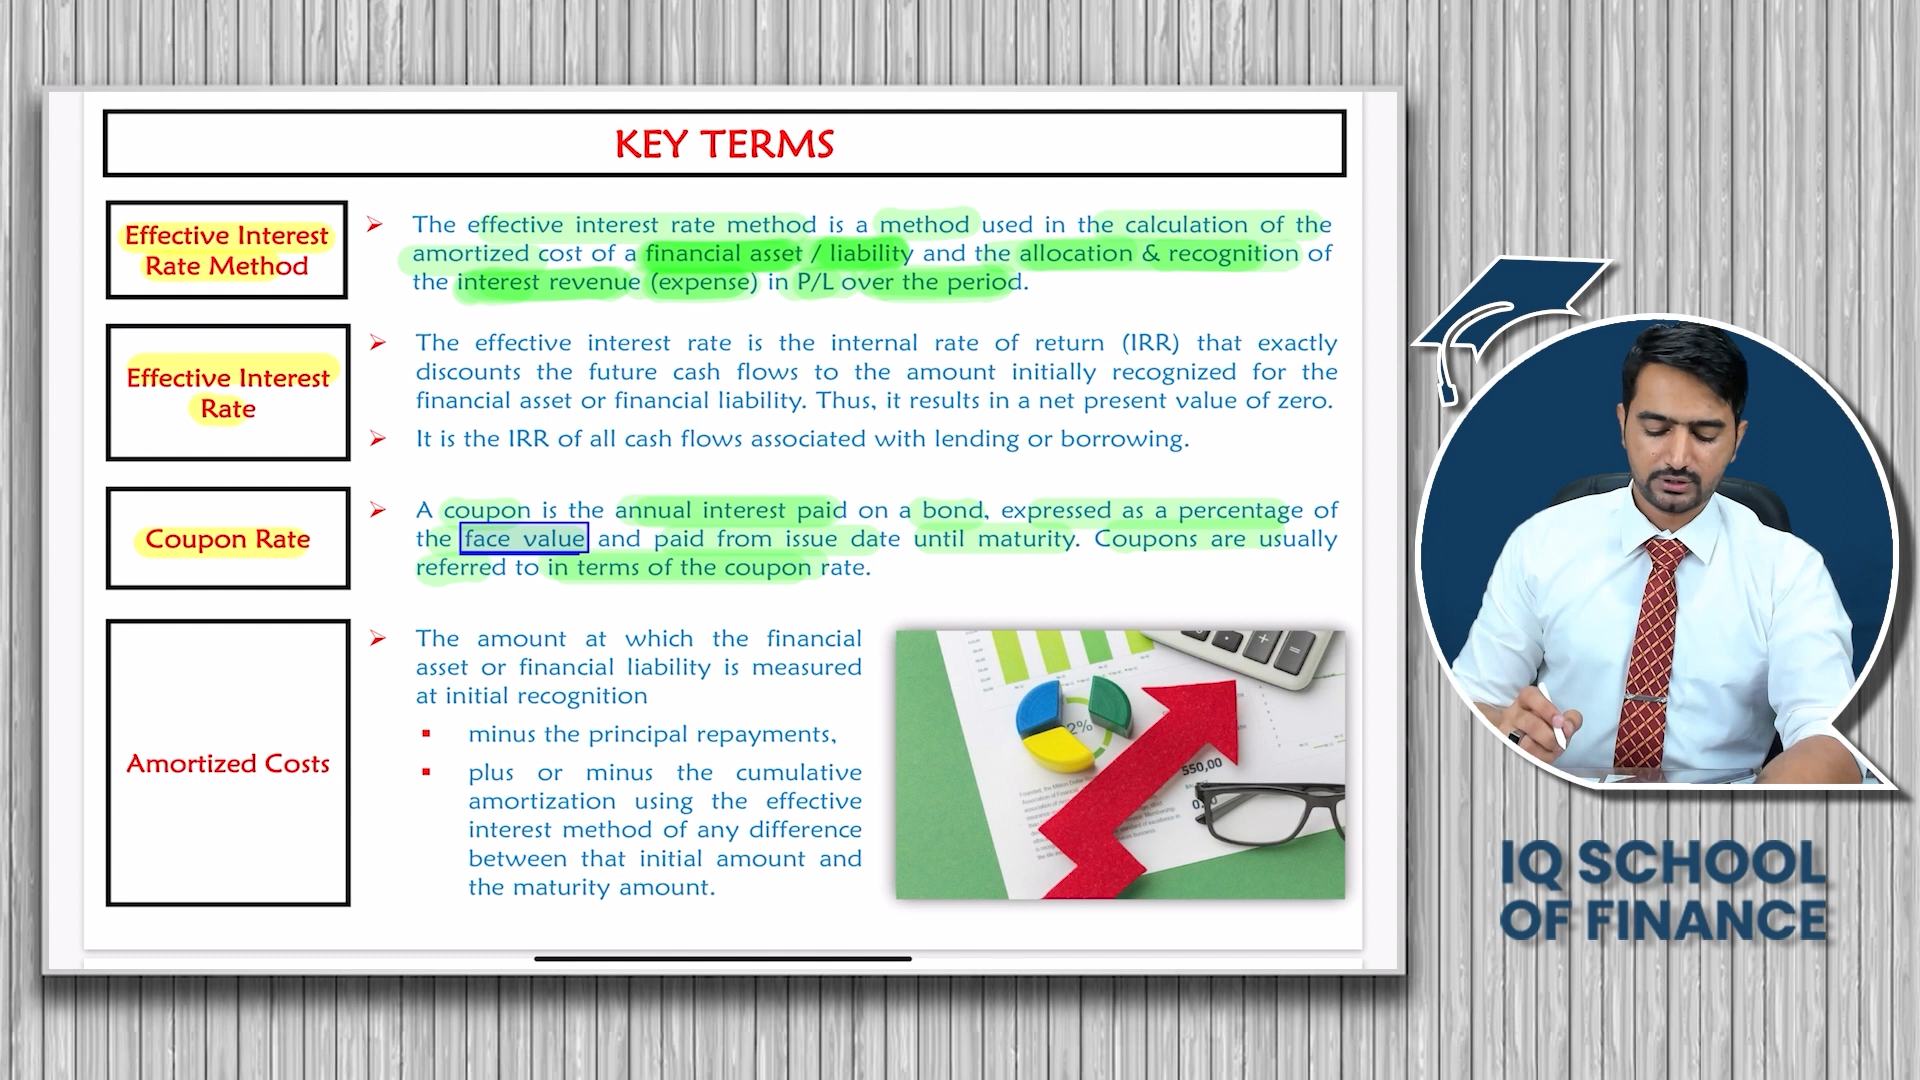 KEY TERMS
Effective Interest
Rate Method
The effective interest rate method is a method used in the calculation of the
amortized cost of a financial asset / liability and the allocation & recognition of
the interest revenue (expense) in P/L over the period.
Effective Interest
Rate
The effective interest rate is the internal rate of return (IRR) that exactly
discounts the future cash flows to the amount initially recognized for the
financial asset or financial liability. Thus, it results in a net present value of zero.
It is the IRR of all cash flows associated with lending or borrowing.
Coupon Rate
A coupon is the annual interest paid on a bond, expressed as a percentage of
the face value and paid from issue date until maturity. Coupons are usually
referred to in terms of the coupon rate.
Amortized Costs
The amount at which the financial
asset or financial liability is measured
at initial recognition
minus the principal repayments,
plus or minus the cumulative
amortization using the effective
interest method of any difference
between that initial amount and
the maturity amount.
2%
550,00
IQ SCHOOL
OF FINANCE